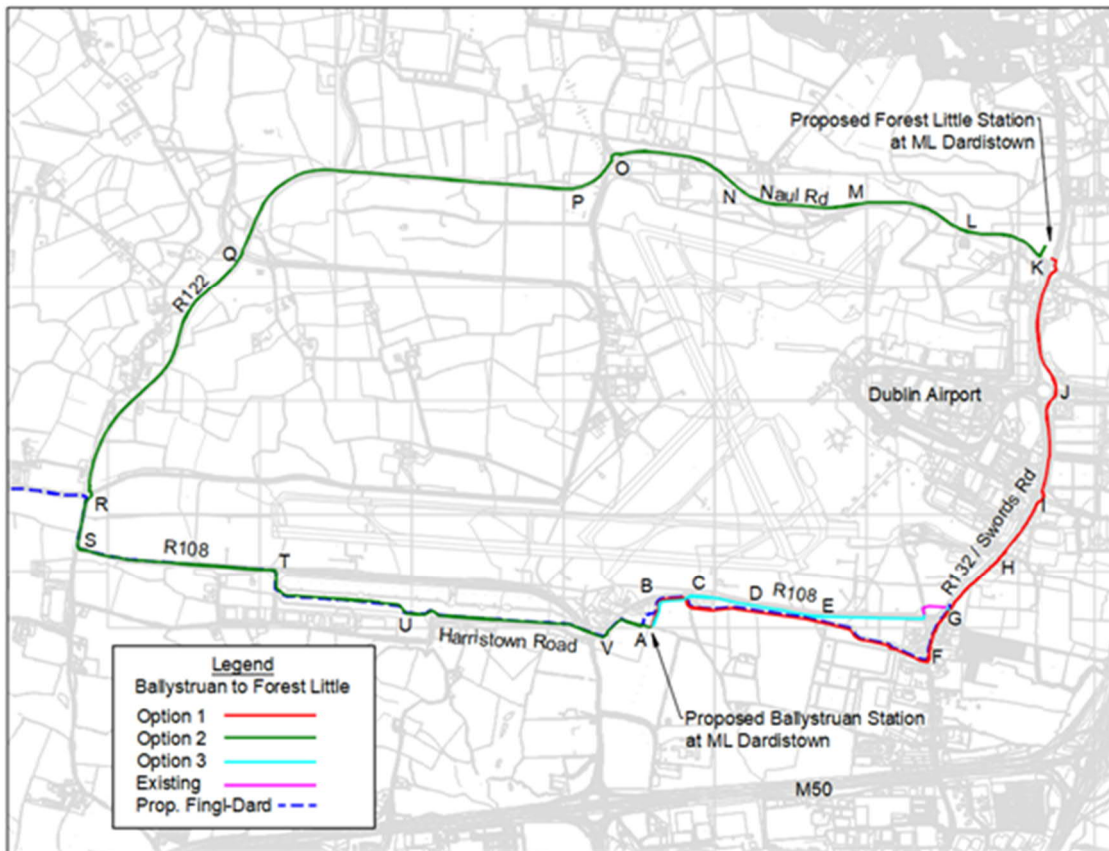 Proposed Forest Little Station
at ML Dardistown
O
P
N
Naul Rd
M
L
K
Q
R122
Dublin Airport
J
R
I
S
R108
T
R132 / Swords Rd
H
B
C
D
R108
E
G
U
Harristown Road
V
A
F
Legend
Ballystruan to Forest Little
Option 1
Option 2
Option 3
Existing
Prop. Fingl-Dard
Proposed Ballystruan Station
at ML Dardistown
M50